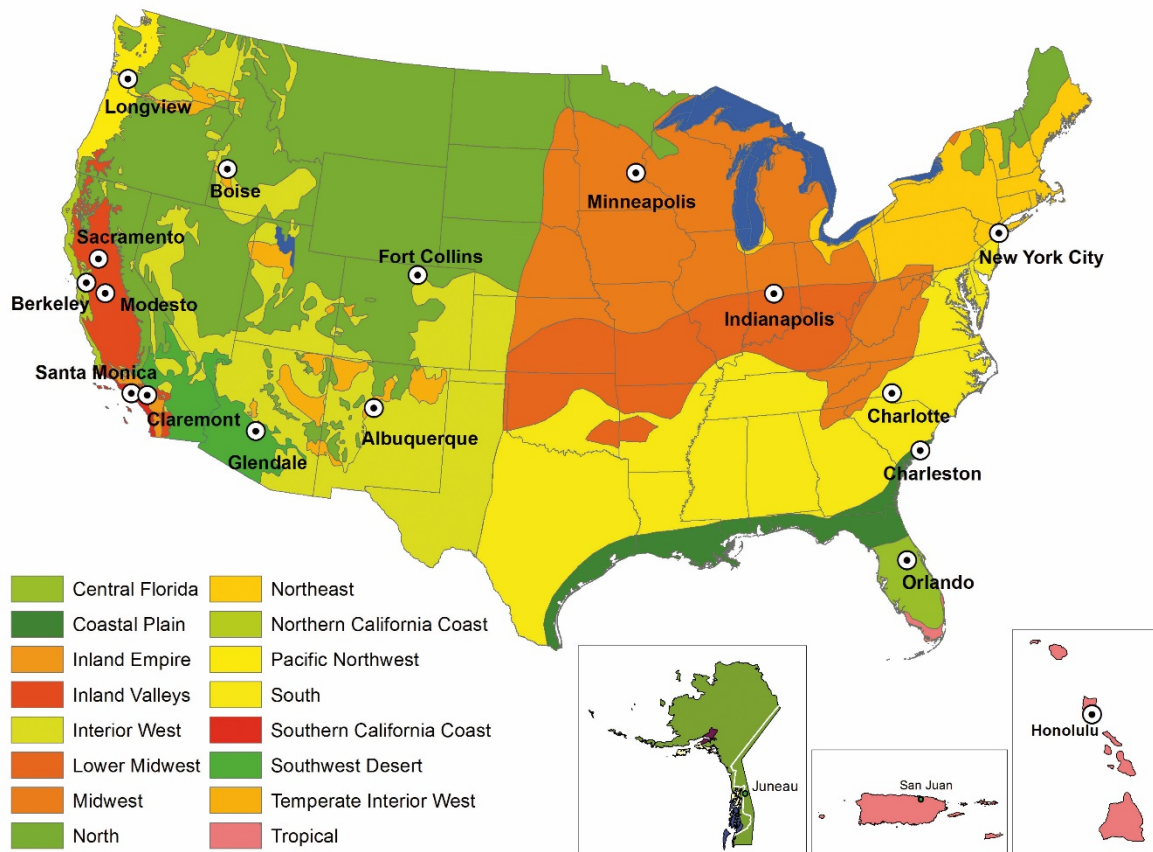 Longview
Boise
Minneapolis
Sacramento
Fort Collins
New York City
Berkeley
Modesto
Indianapolis
Santa Monica
Claremont
Charlotte
Albuquerque
Glendale
Charleston
Orlando
Central Florida
Northeast
Coastal Plain
Northern California Coast
Inland Empire
Pacific Northwest
Inland Valleys
South
Interior West
Southern California Coast
Lower Midwest
Southwest Desert
Midwest
Temperate Interior West
North
Tropical
Juneau
San Juan
Honolulu